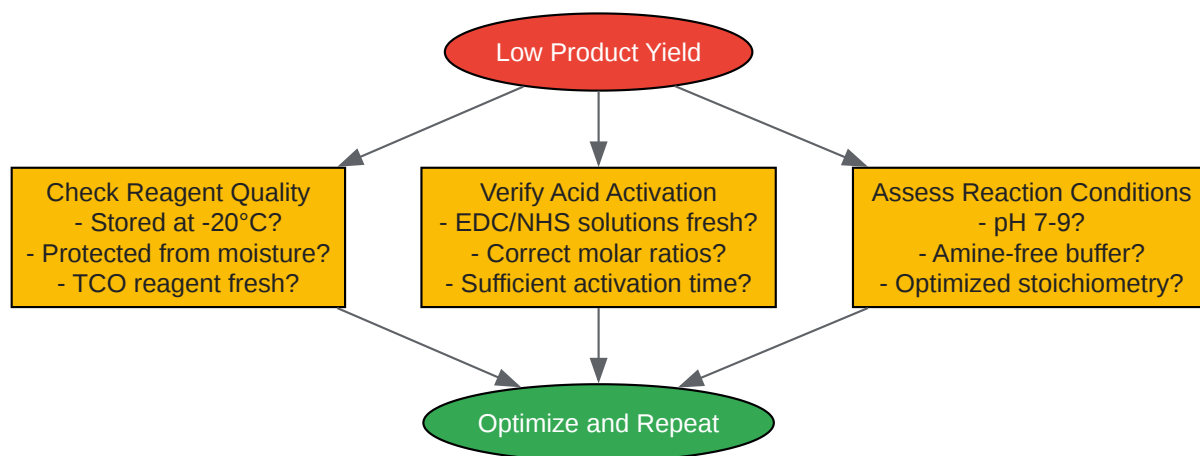 Low Product Yield
Check Reagent Quality
- Stored at -20°C?
- Protected from moisture?
- TCO reagent fresh?
Verify Acid Activation
- EDC/NHS solutions fresh?
- Correct molar ratios?
- Sufficient activation time?
Assess Reaction Conditions
- pH 7-9?
- Amine-free buffer?
- Optimized stoichiometry?
Optimize and Repeat